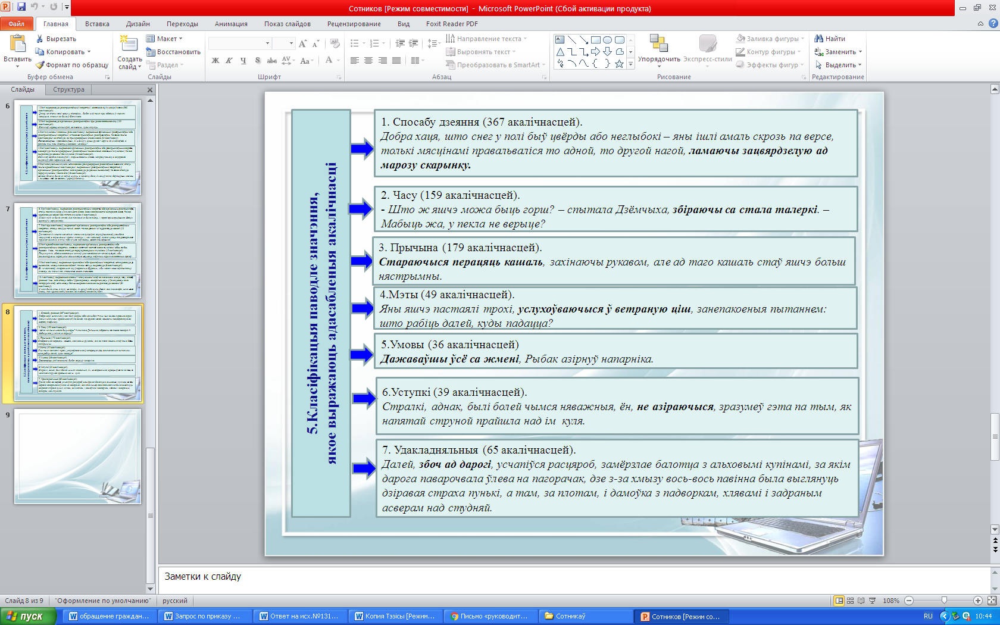 Сотников [Режим совместимости] - Microsoft PowerPoint (Сбой активации продукта)
Файл Главная Вставка Дизайн Переходы Анимация Показ слайдов Рецензирование Вид Foxit Reader PDF
Вставить
Вырезать
Копировать
Формат по образцу
Буфер обмена
Создать слайд
Макет
Восстановить
Раздел
Слайды
Ж К Ч S abc AV Aa A
Шрифт
Направление текста
Выровнять текст
Преобразовать в SmartArt
Абзац
Упорядочить
Экспресс-стили
Заливка фигуры
Контур фигуры
Эффекты фигур
Рисование
Найти
Заменить
Выделить
Редактирование
Слайды Структура
6
7
8
9
5.Класіфікацыя паводле значэння,
якое выражаюць адасабленыя акалічнасці
1. Спосабу дзеяння (367 акалічнасцей).
Добра хаця, што снег у полі быў цвёрды або неглыбокі – яны ішлі амаль скрозь па версе,
толькі мясцінамі правальваліся то адной, то другой нагой, ламаючы зацвярдзелую ад
марозу скарынку.
2. Часу (159 акалічнасцей).
- Што ж яшчэ можа быць горш? – спытала Дзёмчыха, збіраючы са стала талеркі. –
Мабыць жа, у пекла не верыце?
3. Прычына (179 акалічнасцей).
Стараючыся перацяць кашаль, захінаючы рукавом, але ад таго кашаль стаў яшчэ больш
нястрымны.
4.Мэты (49 акалічнасцей).
Яны яшчэ пастаялі трохі, услухоўваючыся ў ветраную ціш, занепакоеныя пытаннем:
што рабіць далей, куды падацца?
5.Умовы (36 акалічнасцей)
Дажаваўшы ўсё са жмені, Рыбак азірнуў напарніка.
6.Уступкі (39 акалічнасцей).
Стралкі, аднак, былі болей чымся няважныя, ён, не азіраючыся, зразумеў гэта па тым, як
напятай струной прайшла над ім куля.
7. Удакладняльныя (65 акалічнасцей).
Далей, збоч ад дарогі, усчапіўся расцяроб, замёрзлае балотца з альховымі купінамі, за якім
дарога паварочвала ўлева на пагорачак, дзе з-за хмызу вось-вось павінна была выглянуць
дзіравая страха пунькі, а там, за плотам, і дамоўка з падворкам, хлявамі і задраным
асверам над студняй.
Заметки к слайду
Слайд 8 из 9 "Оформление по умолчанию" русский 108%
пуск обращение граждан... Запрос по приказу ... Ответ на исх.№131... Копия Тэзісы [Режим... Письмо «руководит... Сотникаў Сотников [Режим со... RU 10:44